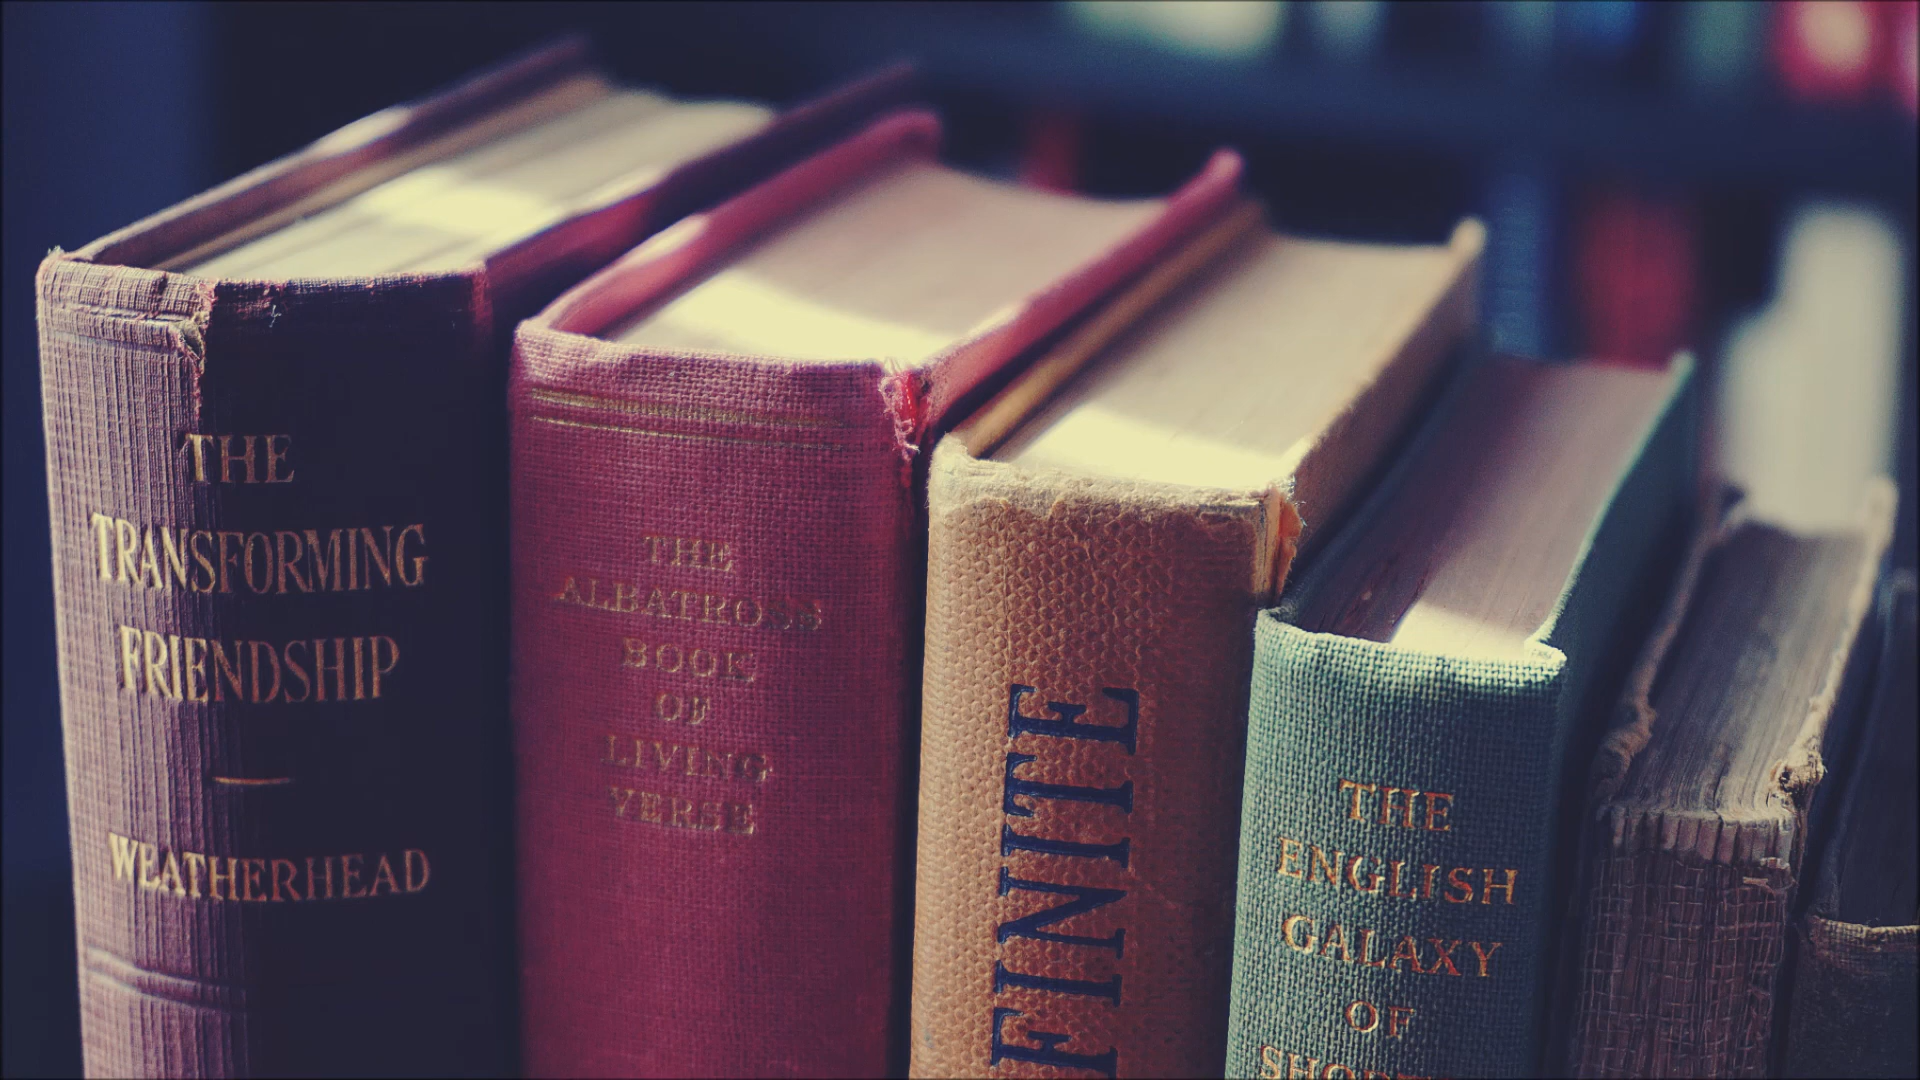 THE
TRANSFORMING
FRIENDSHIP
WEATHERHEAD
THE
ALBATROSS
BOOK
OF
LIVING
VERSE
FINITE
THE
ENGLISH
GALAXY
OF